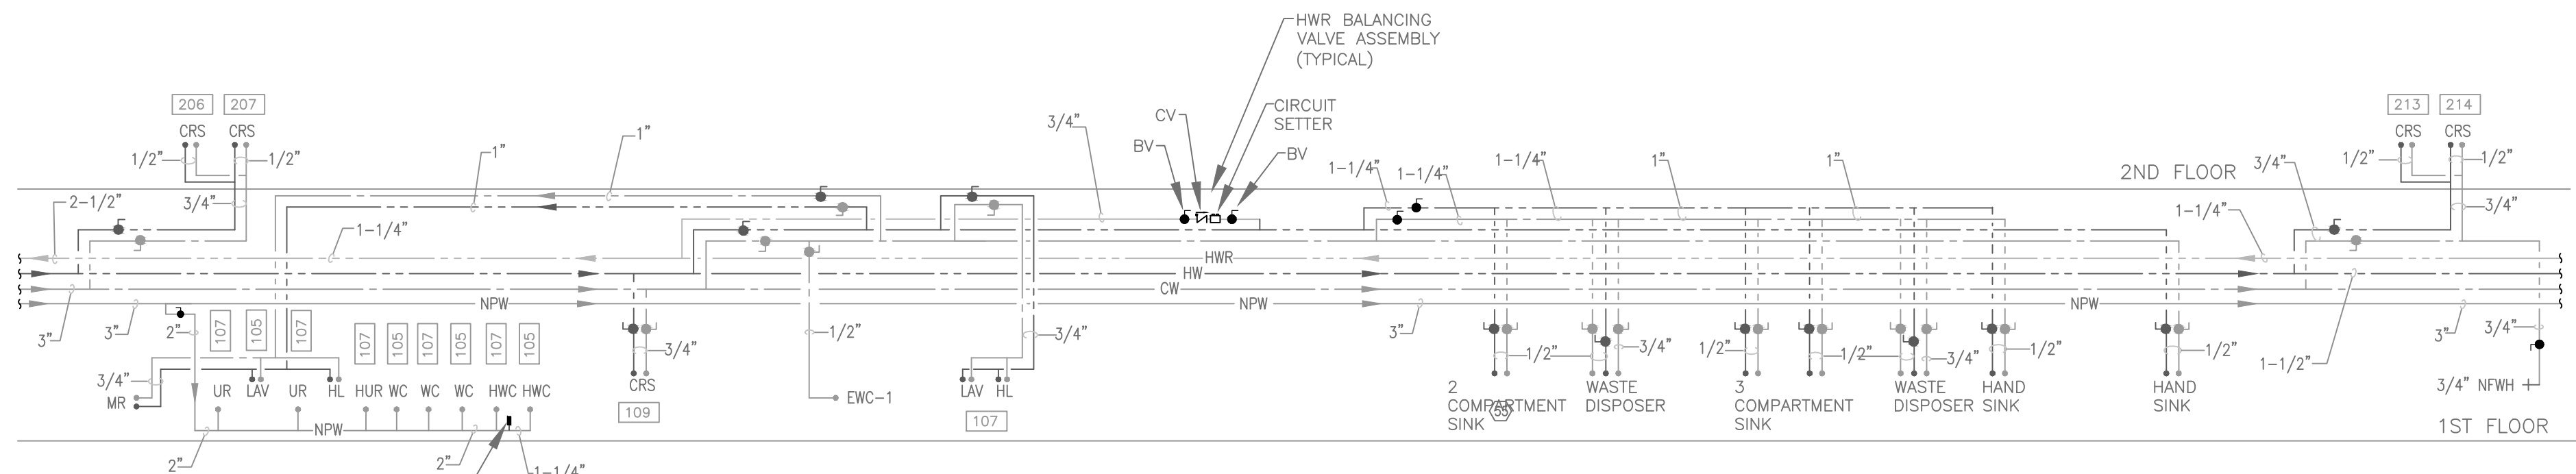 HWR BALANCING
VALVE ASSEMBLY
(TYPICAL)
CIRCUIT
SETTER
CV
BV
BV
3/4"
206
207
CRS
CRS
1/2"
1/2"
3/4"
1"
1"
2-1/2"
1-1/4"
1-1/4"
1-1/4"
1-1/4"
1"
1"
2ND FLOOR
3/4"
213
214
CRS
CRS
1/2"
1/2"
3/4"
1-1/4"
HWR
HW
CW
NPW
NPW
NPW
3"
3"
2"
107
105
107
107
105
107
105
107
105
3/4"
MR
UR
LAV
UR
HL
HUR
WC
WC
WC
HWC
HWC
NPW
2"
2"
1-1/4"
3/4"
CRS
109
1/2"
EWC-1
3/4"
LAV
HL
107
3"
1/2"
3/4"
1/2"
1/2"
3/4"
1/2"
1/2"
2
COMPARTMENT
SINK
55
WASTE
DISPOSER
3
COMPARTMENT
SINK
WASTE
DISPOSER
HAND
SINK
HAND
SINK
1-1/2"
3"
3/4"
3/4" NFWH
1ST FLOOR